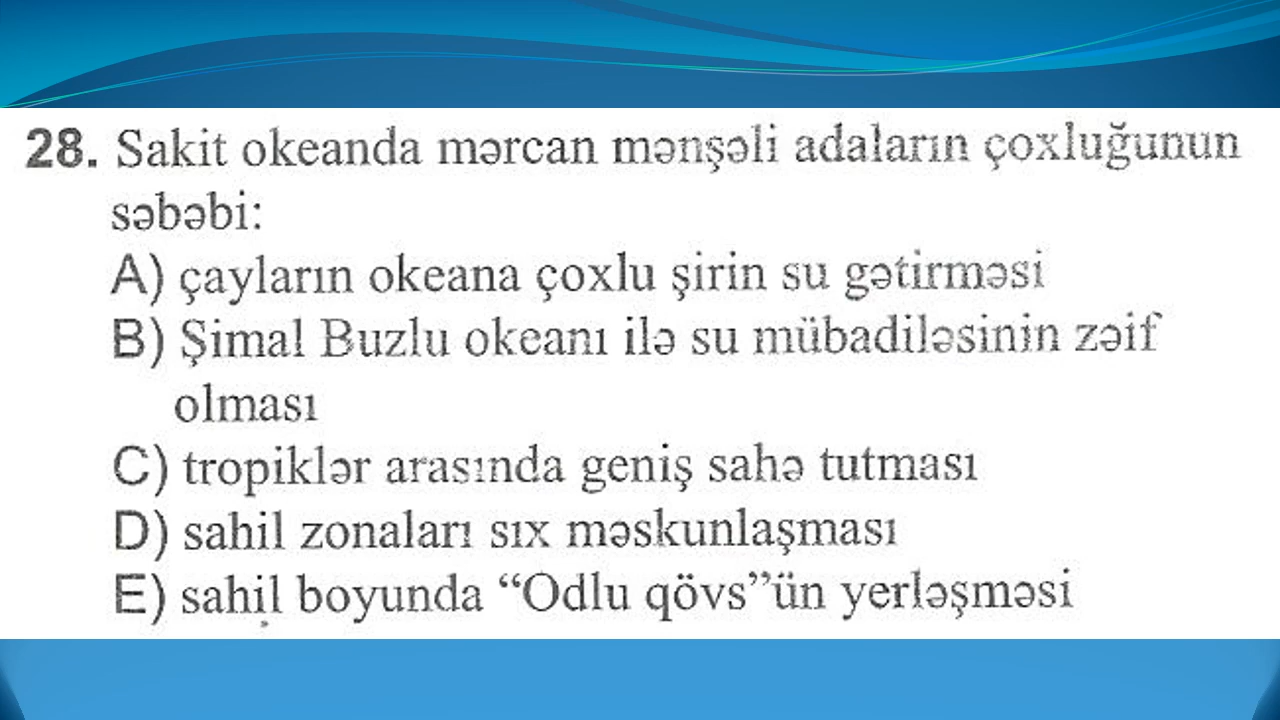 28. Sakit okeanda mərcan mənşəli adaların çoxluğunun
səbəbi:
A) çayların okeana çoxlu şirin su gətirməsi
B) Şimal Buzlu okeanı ilə su mübadiləsinin zəif
olması
C) tropiklər arasında geniş sahə tutması
D) sahil zonaları sıx məskunlaşması
E) sahil boyunda “Odlu qövs”ün yerləşməsi